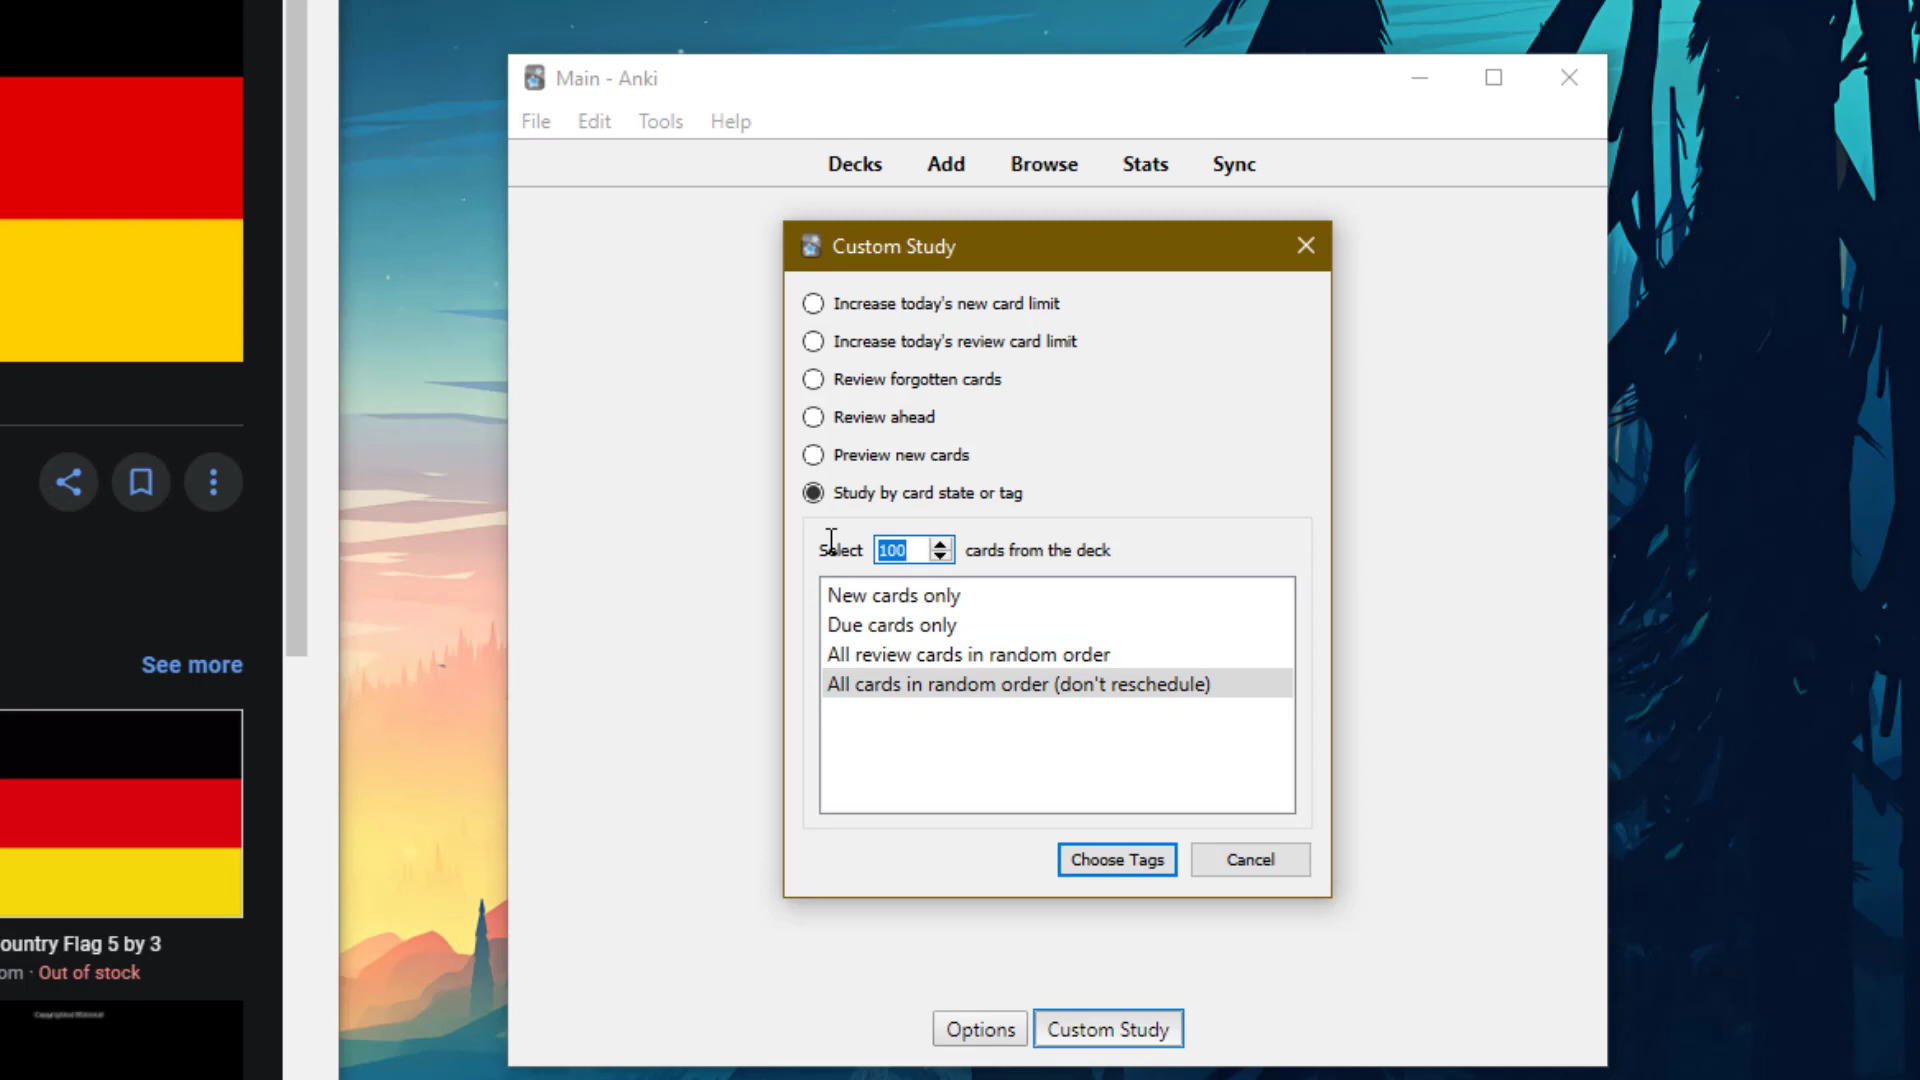 Main - Anki
File Edit Tools Help
Decks Add Browse Stats Sync
Custom Study
Increase today's new card limit
Increase today's review card limit
Review forgotten cards
Review ahead
Preview new cards
Study by card state or tag
Select 100 cards from the deck
New cards only
Due cards only
All review cards in random order
All cards in random order (don't reschedule)
Choose Tags Cancel
Options Custom Study
See more
ountry Flag 5 by 3
om · Out of stock